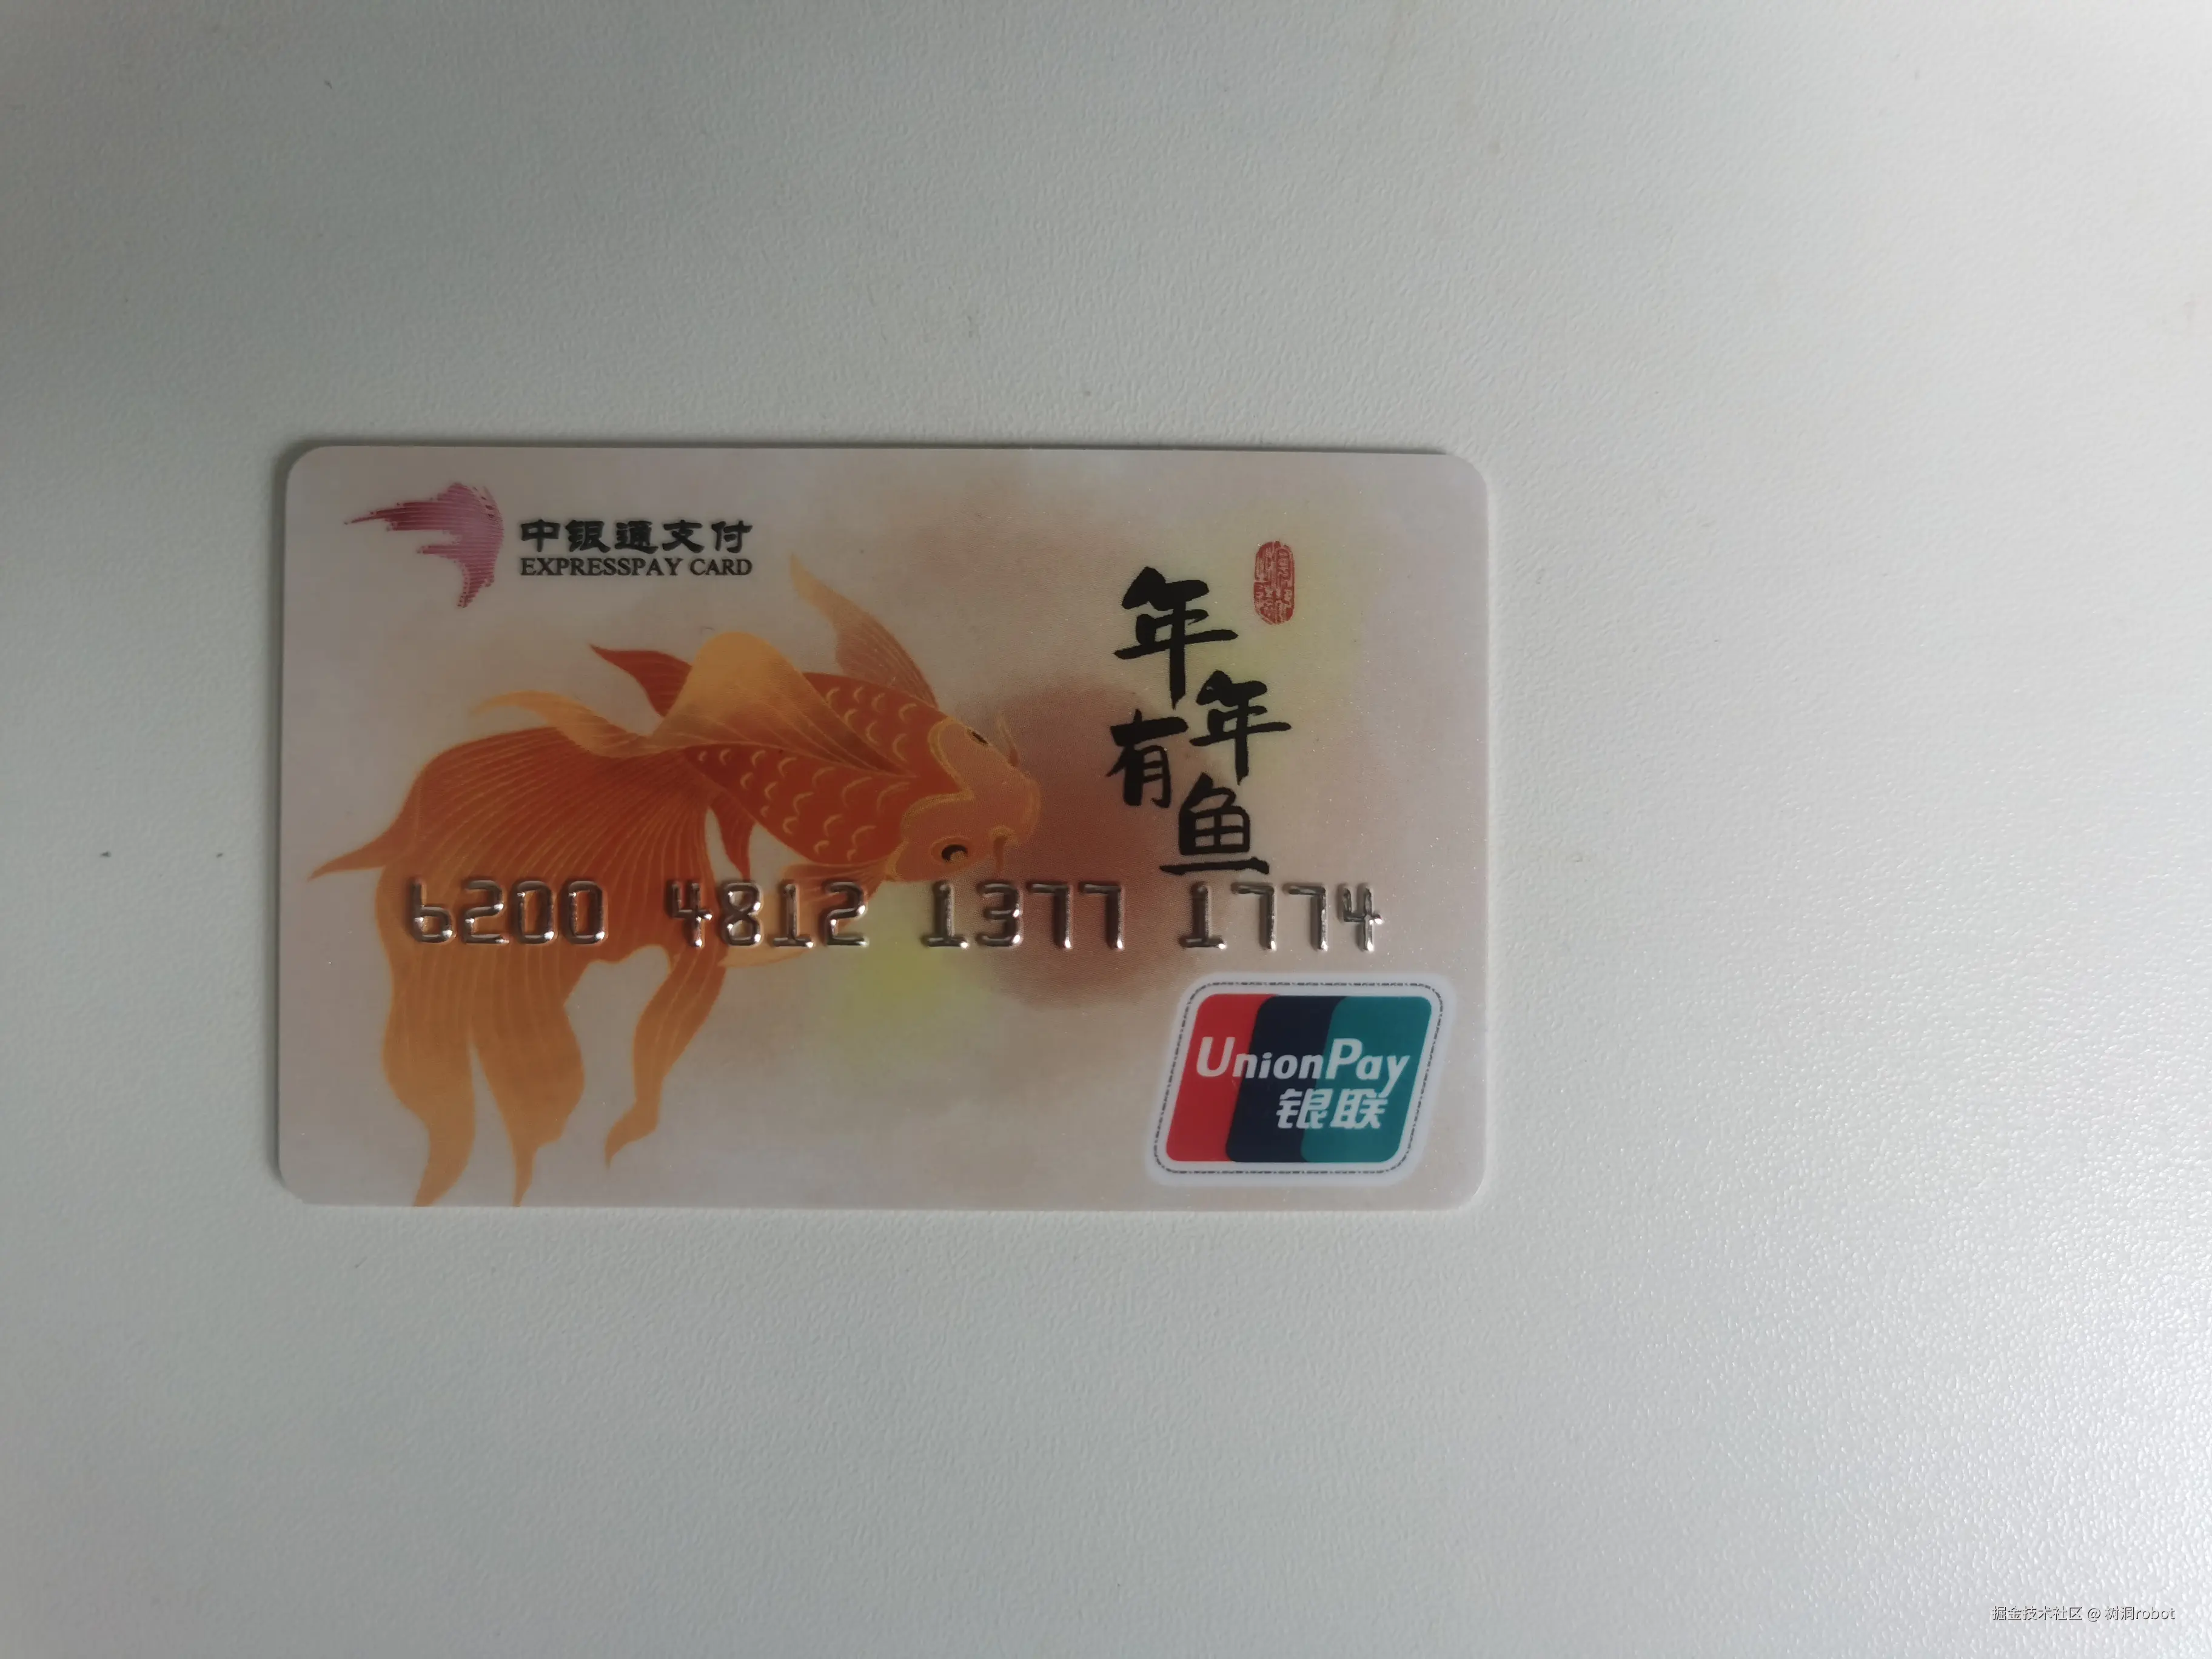 中银通支付
EXPRESSPAY CARD
年年有鱼
6200 4812 1377 1774
UnionPay
银联
掘金技术社区 @ 树洞robot